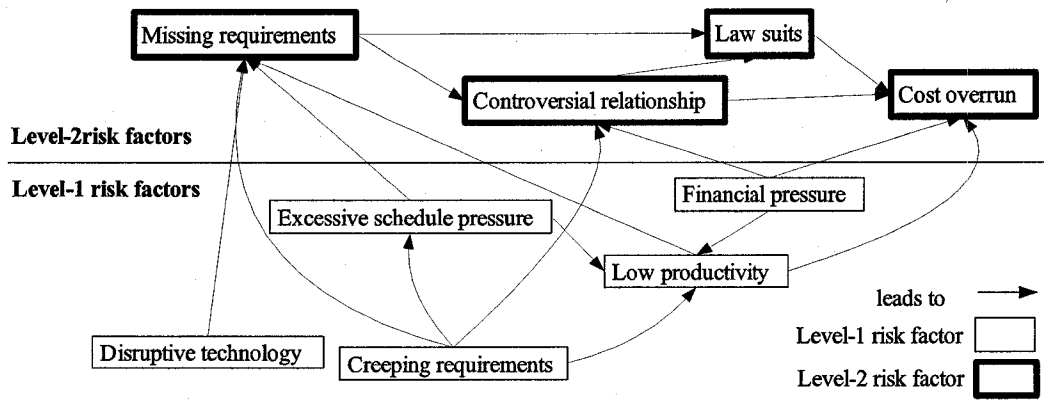 Missing requirements
Law suits
Controversial relationship
Cost overrun
Level-2risk factors
Level-1 risk factors
Financial pressure
Excessive schedule pressure
Low productivity
Disruptive technology
Creeping requirements
leads to
Level-1 risk factor
Level-2 risk factor